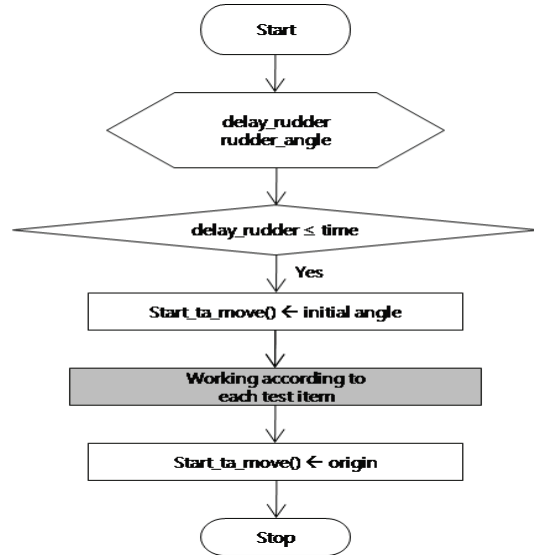 Start
delay_rudder
rudder_angle
delay_rudder ≤ time
Yes
Start_ta_move() ← initial angle
Working according to
each test item
Start_ta_move() ← origin
Stop